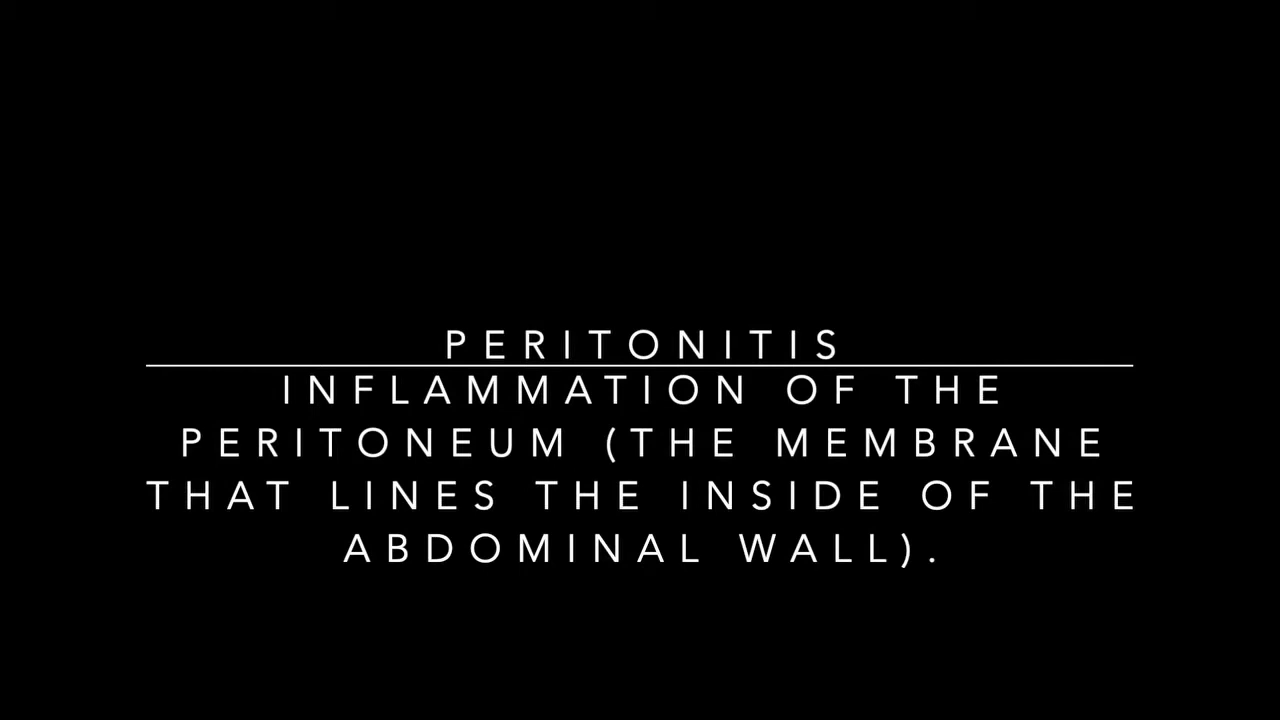 PERITONITIS
INFLAMMATION OF THE
PERITONEUM (THE MEMBRANE
THAT LINES THE INSIDE OF THE
ABDOMINAL WALL).